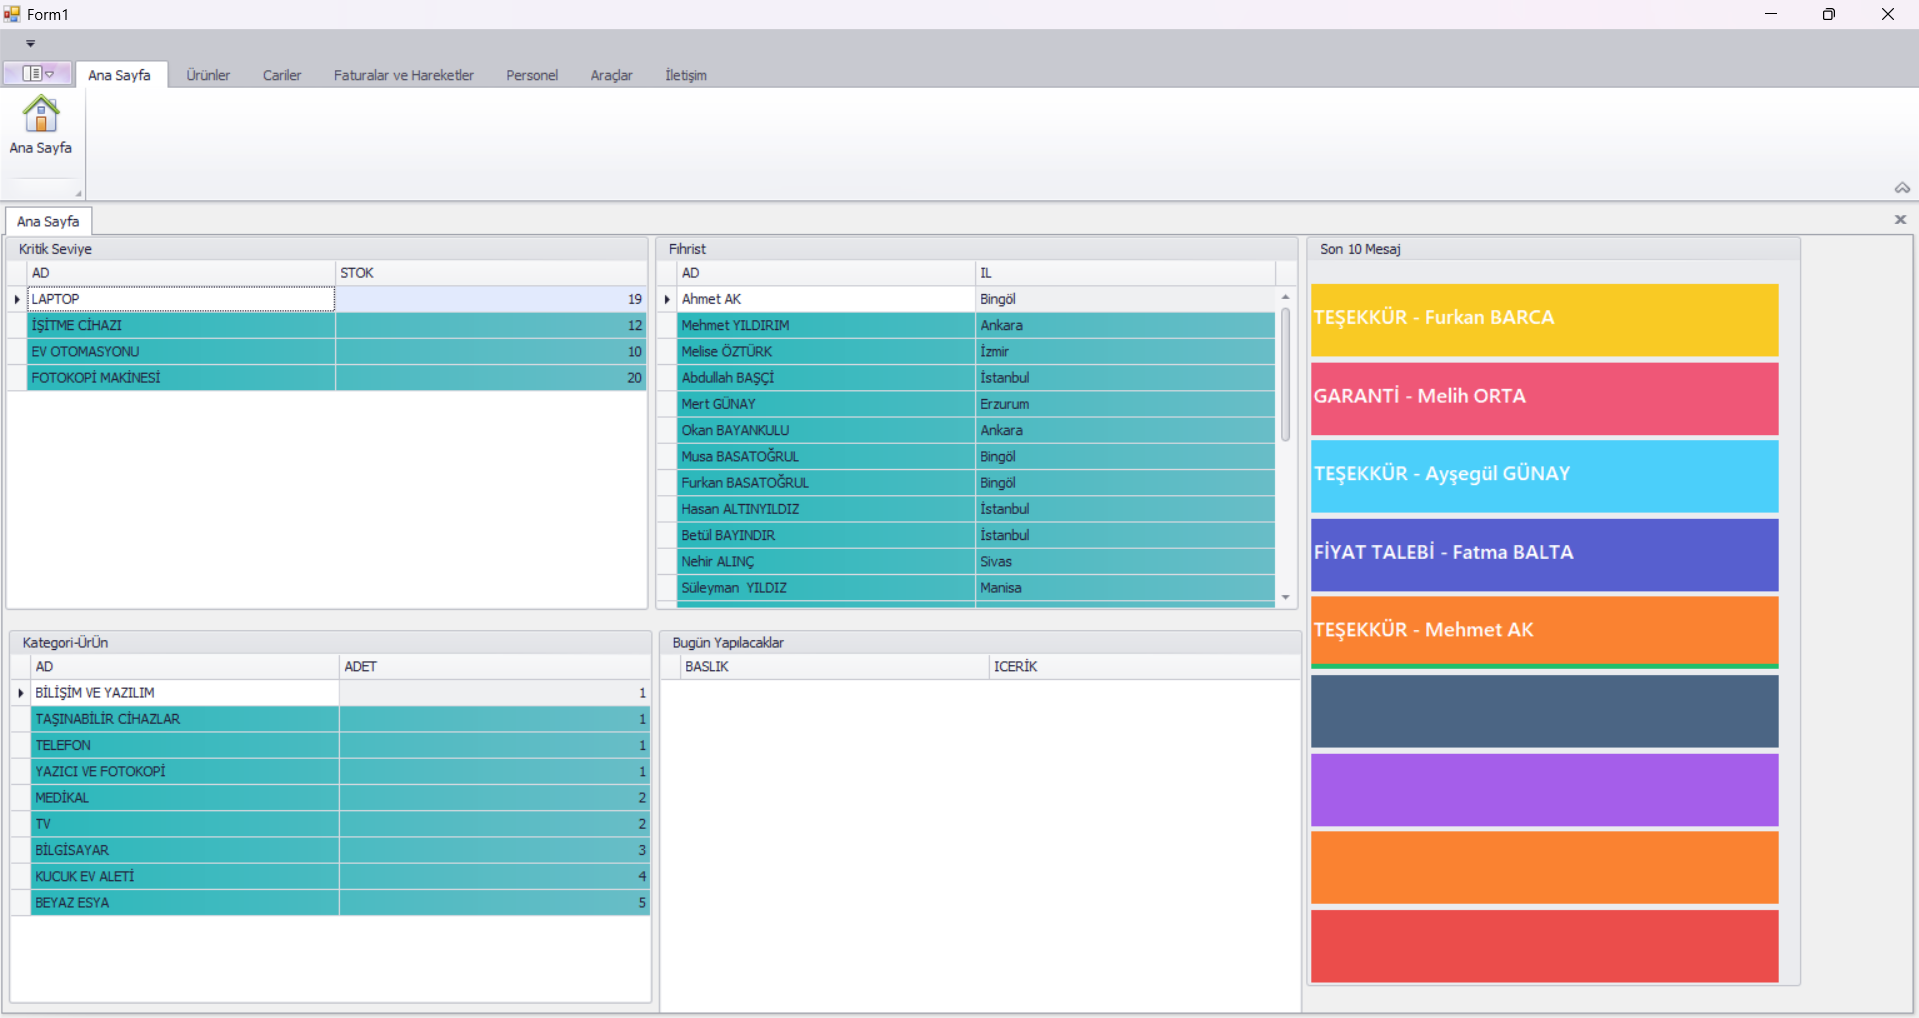 Form1
Ana Sayfa Ürünler Cariler Faturalar ve Hareketler Personel Araçlar İletişim
Ana Sayfa
Ana Sayfa
Kritik Seviye
AD STOK
LAPTOP 19
İŞİTME CİHAZI 12
EV OTOMASYONU 10
FOTOKOPİ MAKİNESİ 20
Fihrist
AD IL
Ahmet AK Bingöl
Mehmet YILDIRIM Ankara
Melise ÖZTÜRK İzmir
Abdullah BAŞÇİ İstanbul
Mert GÜNAY Erzurum
Okan BAYANKULU Ankara
Musa BASATOĞRUL Bingöl
Furkan BASATOĞRUL Bingöl
Hasan ALTINYILDIZ İstanbul
Betül BAYINDIR İstanbul
Nehir ALINÇ Sivas
Süleyman  YILDIZ Manisa
Son 10 Mesaj
TEŞEKKÜR - Furkan BARCA
GARANTİ - Melih ORTA
TEŞEKKÜR - Ayşegül GÜNAY
FİYAT TALEBİ - Fatma BALTA
TEŞEKKÜR - Mehmet AK
Kategori-ÜrÜn
AD ADET
BİLİŞİM VE YAZILIM 1
TAŞINABİLİR CİHAZLAR 1
TELEFON 1
YAZICI VE FOTOKOPİ 1
MEDİKAL 2
TV 2
BİLGİSAYAR 3
KUCUK EV ALETİ 4
BEYAZ ESYA 5
Bugün Yapılacaklar
BASLIK ICERİK